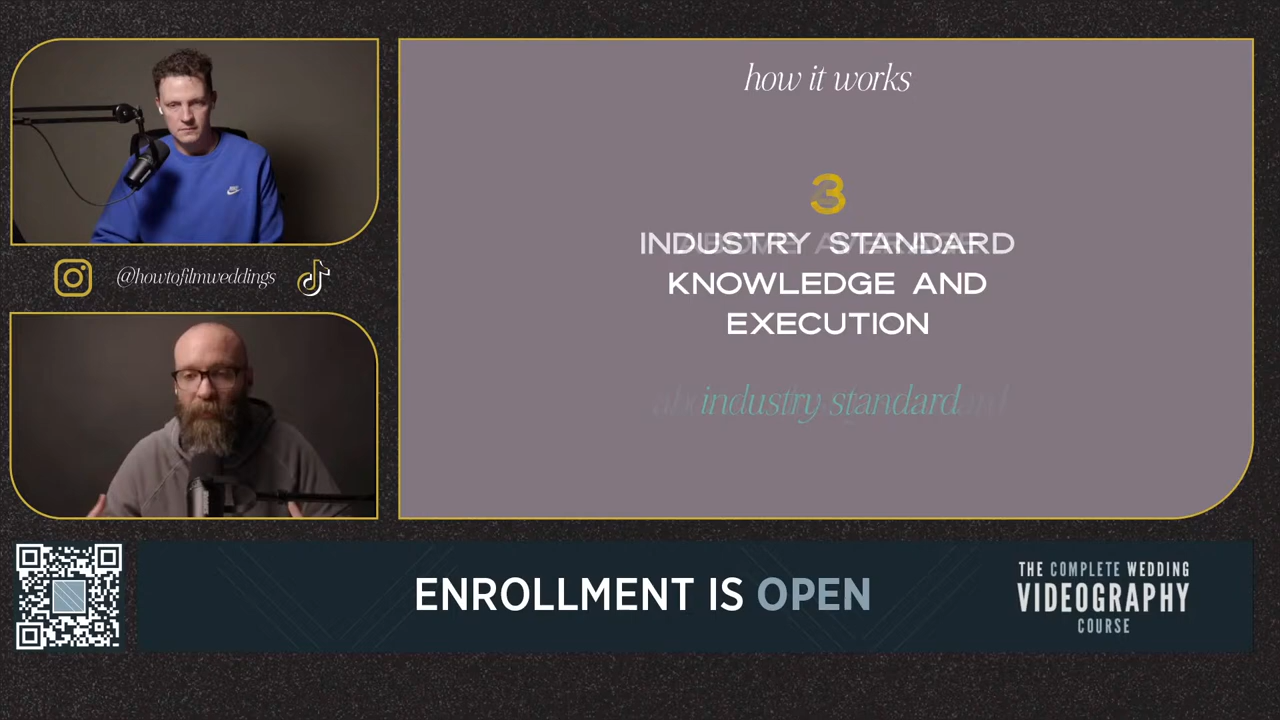 how it works
3
INDUSTRY STANDARD
KNOWLEDGE AND
EXECUTION
industry standard
@howtofilmweddings
ENROLLMENT IS OPEN
THE COMPLETE WEDDING
VIDEOGRAPHY
COURSE